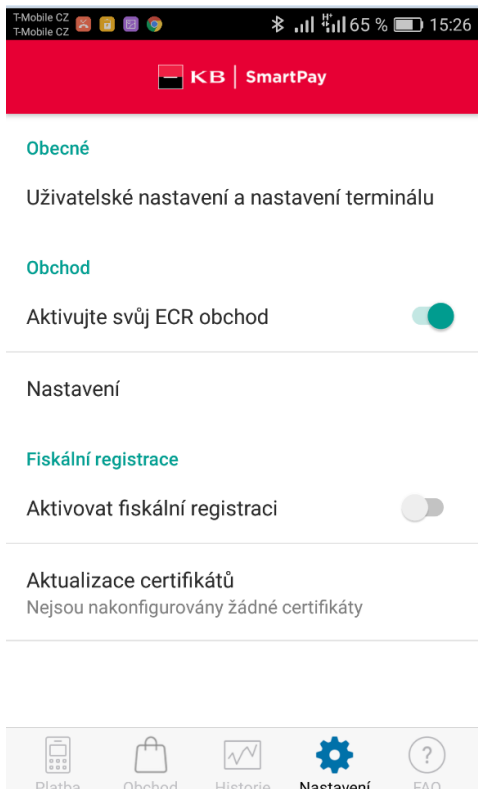 T-Mobile CZ
T-Mobile CZ
65 % 15:26
KB | SmartPay
Obecné
Uživatelské nastavení a nastavení terminálu
Obchod
Aktivujte svůj ECR obchod
Nastavení
Fiskální registrace
Aktivovat fiskální registraci
Aktualizace certifikátů
Nejsou nakonfigurovány žádné certifikáty
Platba Obchod Historie Nastavení FAQ